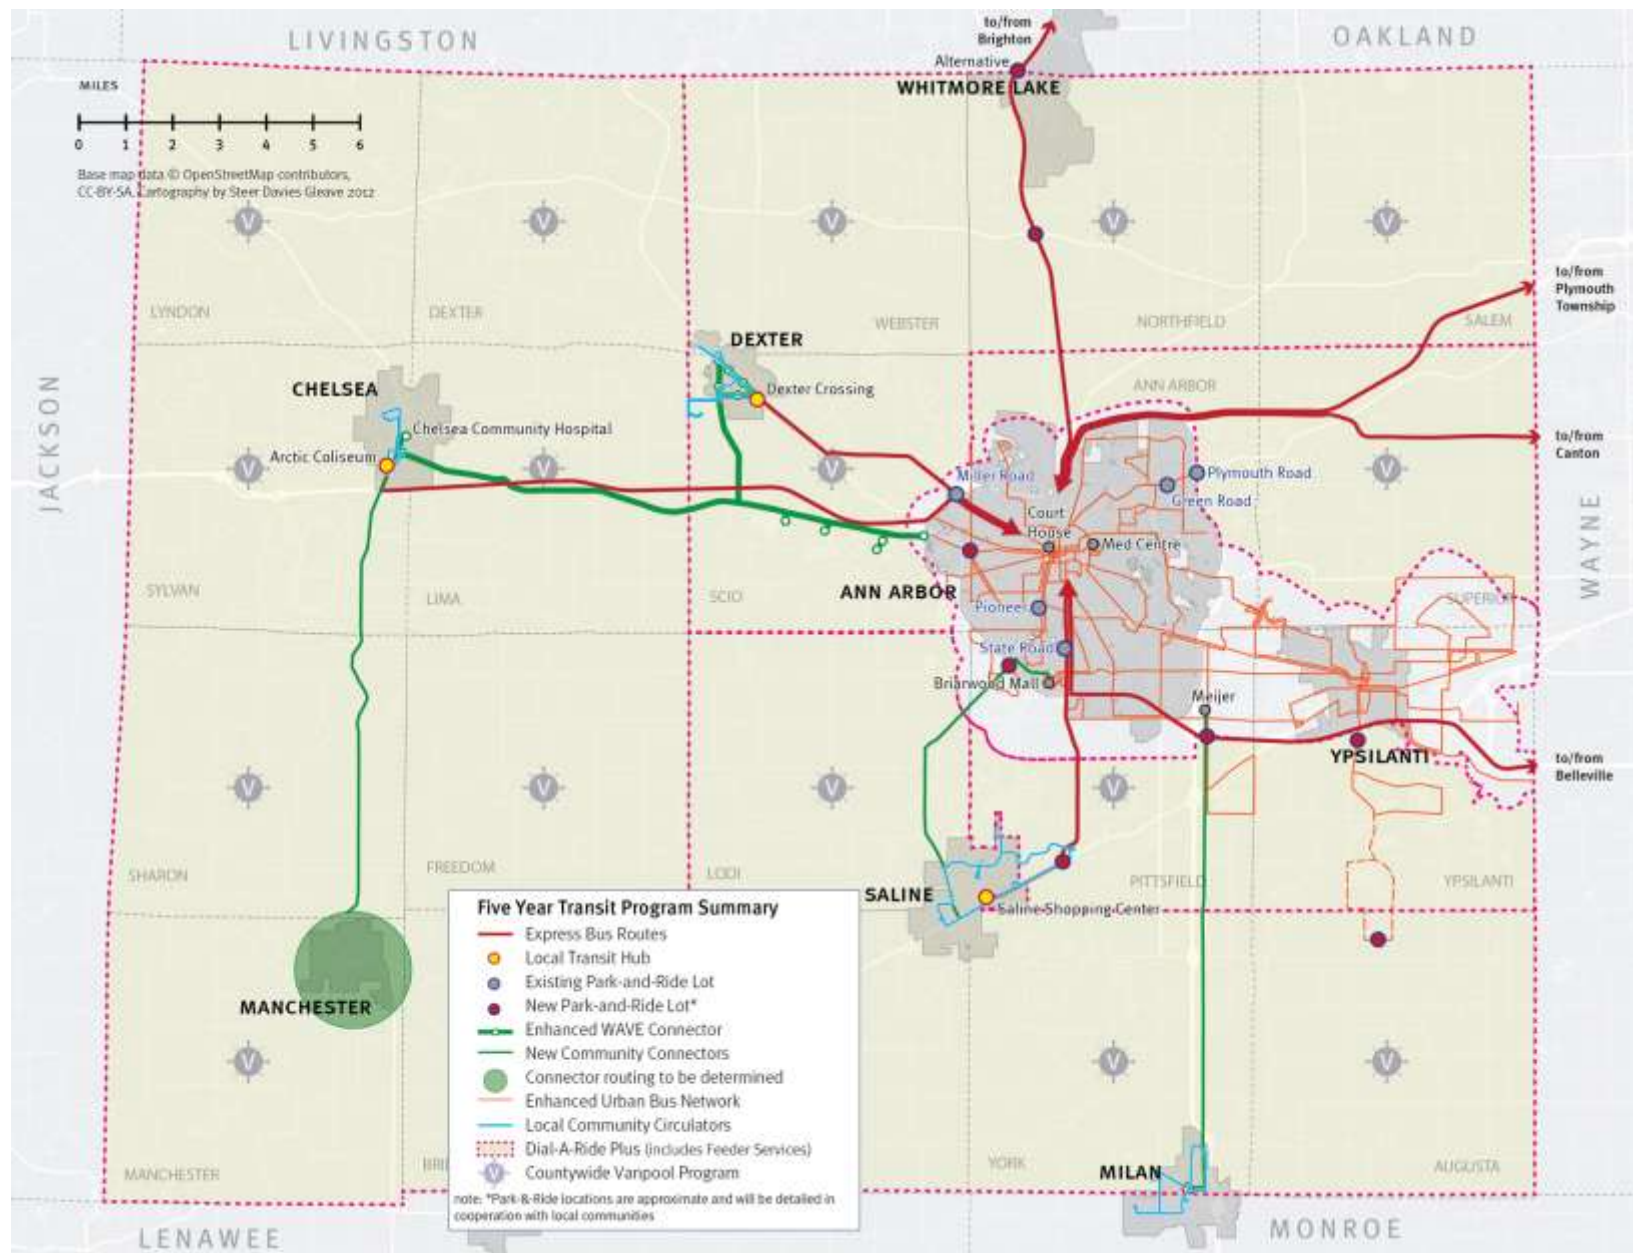 LIVINGSTON
OAKLAND
to/from
Brighton
Alternative
WHITMORE LAKE
MILES
0 1 2 3 4 5 6
Base map data © OpenStreetMap contributors,
CC-BY-SA, Cartography by Steer Davies Gleave 2012
V
V
V
V
V
to/from
Plymouth
Township
LYNDON
DEXTER
WEBSTER
NORTHFIELD
SALEM
DEXTER
ANN ARBOR
CHELSEA
Dexter Crossing
Chelsea Community Hospital
to/from
Canton
JACKSON
Arctic Coliseum
V
V
V
Miller Road
Plymouth Road
Green Road
WAYNE
Court
House
Med Centre
SYLVAN
LIMA
SCIO
ANN ARBOR
SUPERIOR
Pioneer
State Road
Briarwood Mall
Meijer
YPSILANTI
to/from
Belleville
V
V
V
V
SHARON
FREEDOM
LODI
PITTSFIELD
YPSILANTI
SALINE
Saline Shopping Center
MANCHESTER
Five Year Transit Program Summary
Express Bus Routes
Local Transit Hub
Existing Park-and-Ride Lot
New Park-and-Ride Lot*
Enhanced WAVE Connector
New Community Connectors
Connector routing to be determined
Enhanced Urban Bus Network
Local Community Circulators
Dial-A-Ride Plus (includes Feeder Services)
V Countywide Vanpool Program
note: *Park-&-Ride locations are approximate and will be detailed in
cooperation with local communities
V
V
V
MANCHESTER
BRI
YORK
MILAN
AUGUSTA
LENAWEE
MONROE